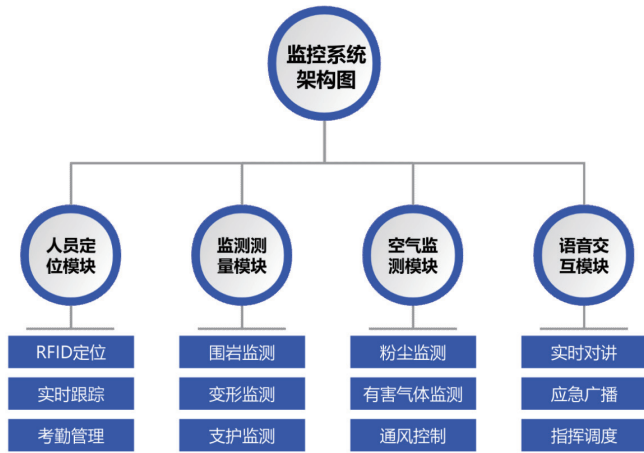 监控系统
架构图
人员定
位模块
监测测
量模块
空气监
测模块
语音交
互模块
RFID定位
围岩监测
粉尘监测
实时对讲
实时跟踪
变形监测
有害气体监测
应急广播
考勤管理
支护监测
通风控制
指挥调度